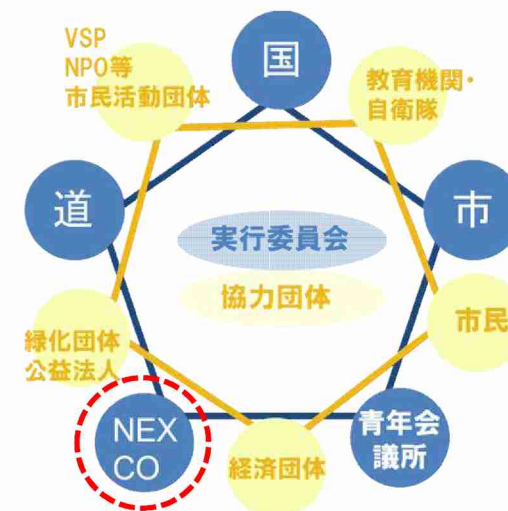 VSP
NPO等
市民活動団体
国
教育機関・
自衛隊
道
市
実行委員会
協力団体
緑化団体
公益法人
市民
NEX
CO
経済団体
青年会
議所